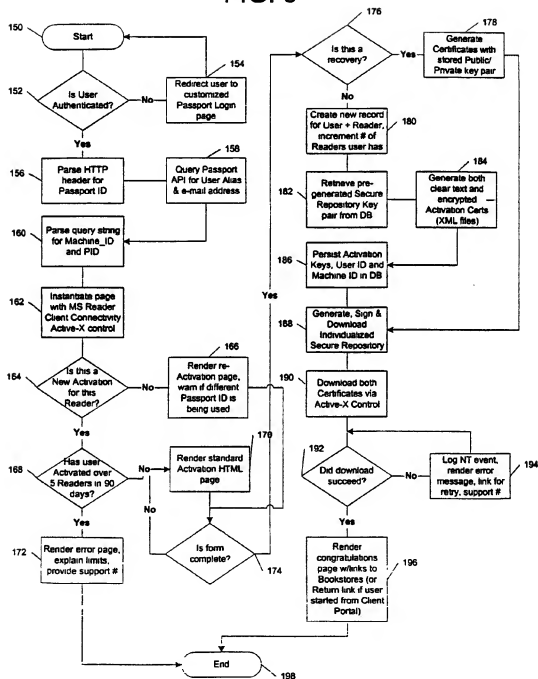 150
Start
154
Redirect user to
customized
Passport Login
page
152
Is User
Authenticated?
No
Yes
156
Parse HTTP
header for
Passport ID
158
Query Passport
API for User Alias
& e-mail address
160
Parse query string
for Machine_ID
and PID
162
Instantiate page
with MS Reader
Client Connectivity
Active-X control
164
Is this a
New Activation
for this
Reader?
No
Yes
166
Render re-
Activation page,
warn if different
Passport ID is
being used
168
Has user
Activated over
5 Readers in 90
days?
No
No
Yes
170
Render standard
Activation HTML
page
172
Render error page,
explain limits,
provide support #
Is form
complete?
174
Yes
176
Is this a
recovery?
Yes
No
178
Generate
Certificates with
stored Public/
Private key pair
Create new record
for User + Reader,
increment # of
Readers user has
180
182
Retrieve pre-
generated Secure
Repository Key
pair from DB
184
Generate both
clear text and
encrypted
Activation Certs
(XML files)
186
Persist Activation
Keys, User ID and
Machine ID in DB
188
Generate, Sign &
Download
Individualized
Secure Repository
190
Download both
Certificates via
Active-X Control
192
Did download
succeed?
No
Yes
Log NT event,
render error
message, link for
retry, support #
194
Render
congratulations
page w/links to
Bookstores (or
Return link if user
started from Client
Portal)
196
End
198